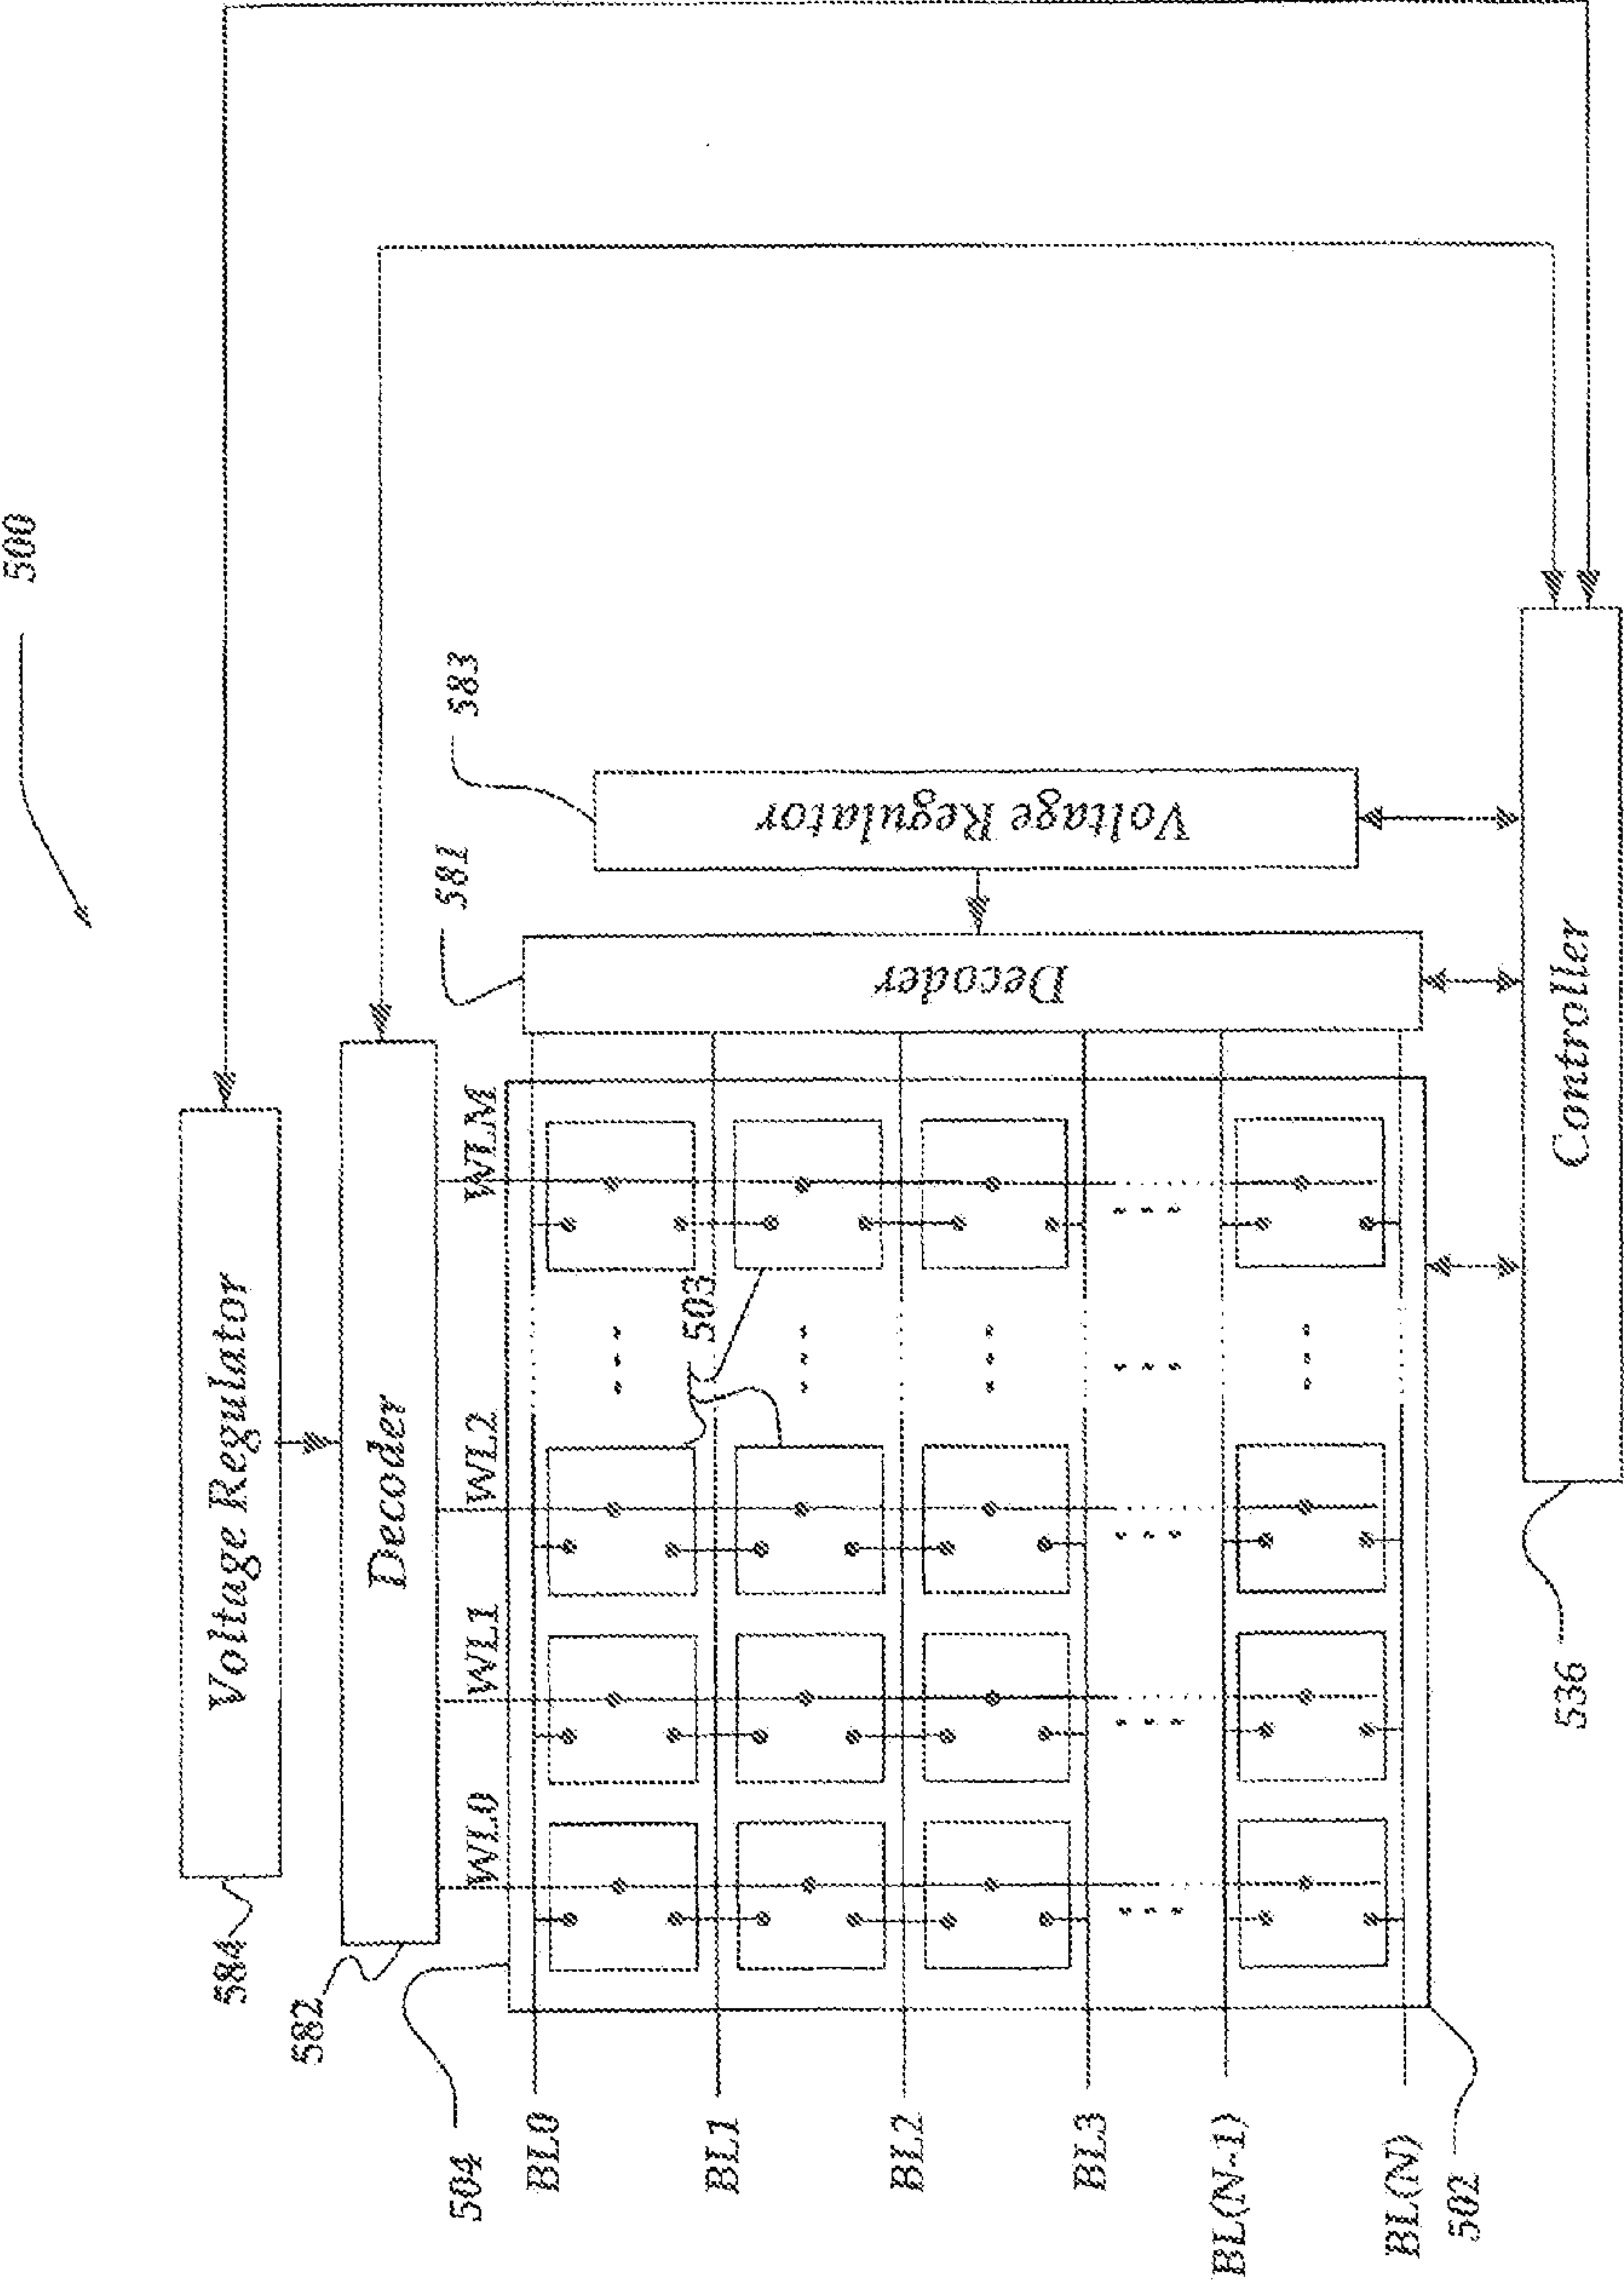 500
584
Voltage Regulator
582
Decoder
504
WL0
WL1
WL2
WLM
581
583
503
Decoder
Voltage Regulator
BL0
BL1
BL2
BL3
BL(N-1)
BL(N)
502
536
Controller